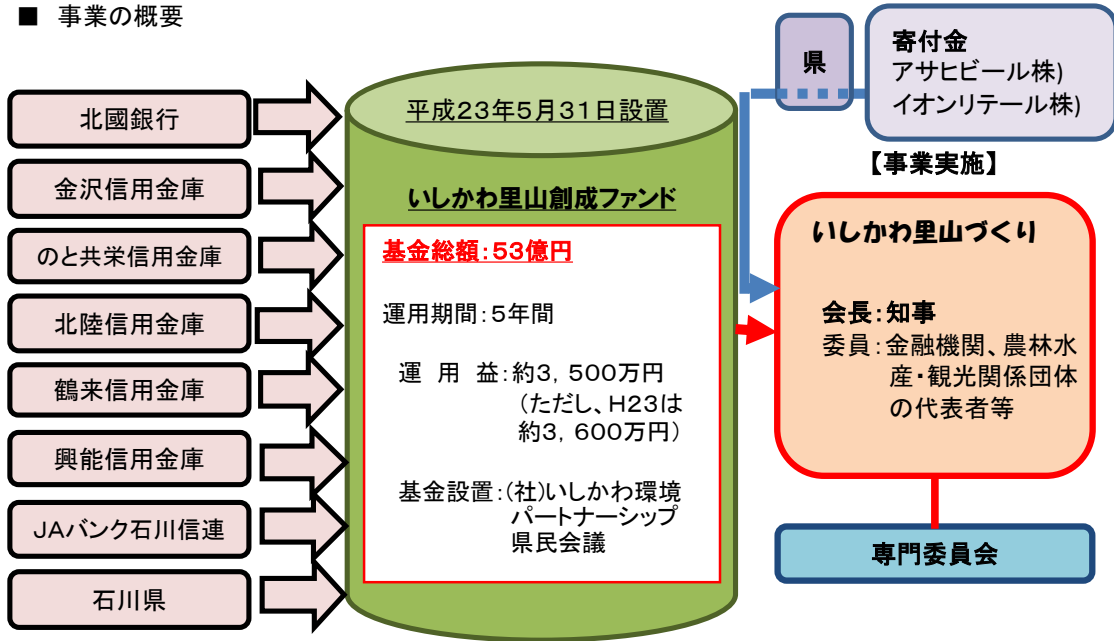 ■ 事業の概要
北國銀行
金沢信用金庫
のと共栄信用金庫
北陸信用金庫
鶴来信用金庫
興能信用金庫
JAバンク石川信連
石川県
平成23年5月31日設置
いしかわ里山創成ファンド
基金総額:53億円
運用期間:5年間
運 用 益:約3,500万円
(ただし、H23は
約3,600万円)
基金設置:(社)いしかわ環境
パートナーシップ
県民会議
県
寄付金
アサヒビール株)
イオンリテール株)
【事業実施】
いしかわ里山づくり
会長:知事
委員:金融機関、農林水
産・観光関係団体
の代表者等
専門委員会